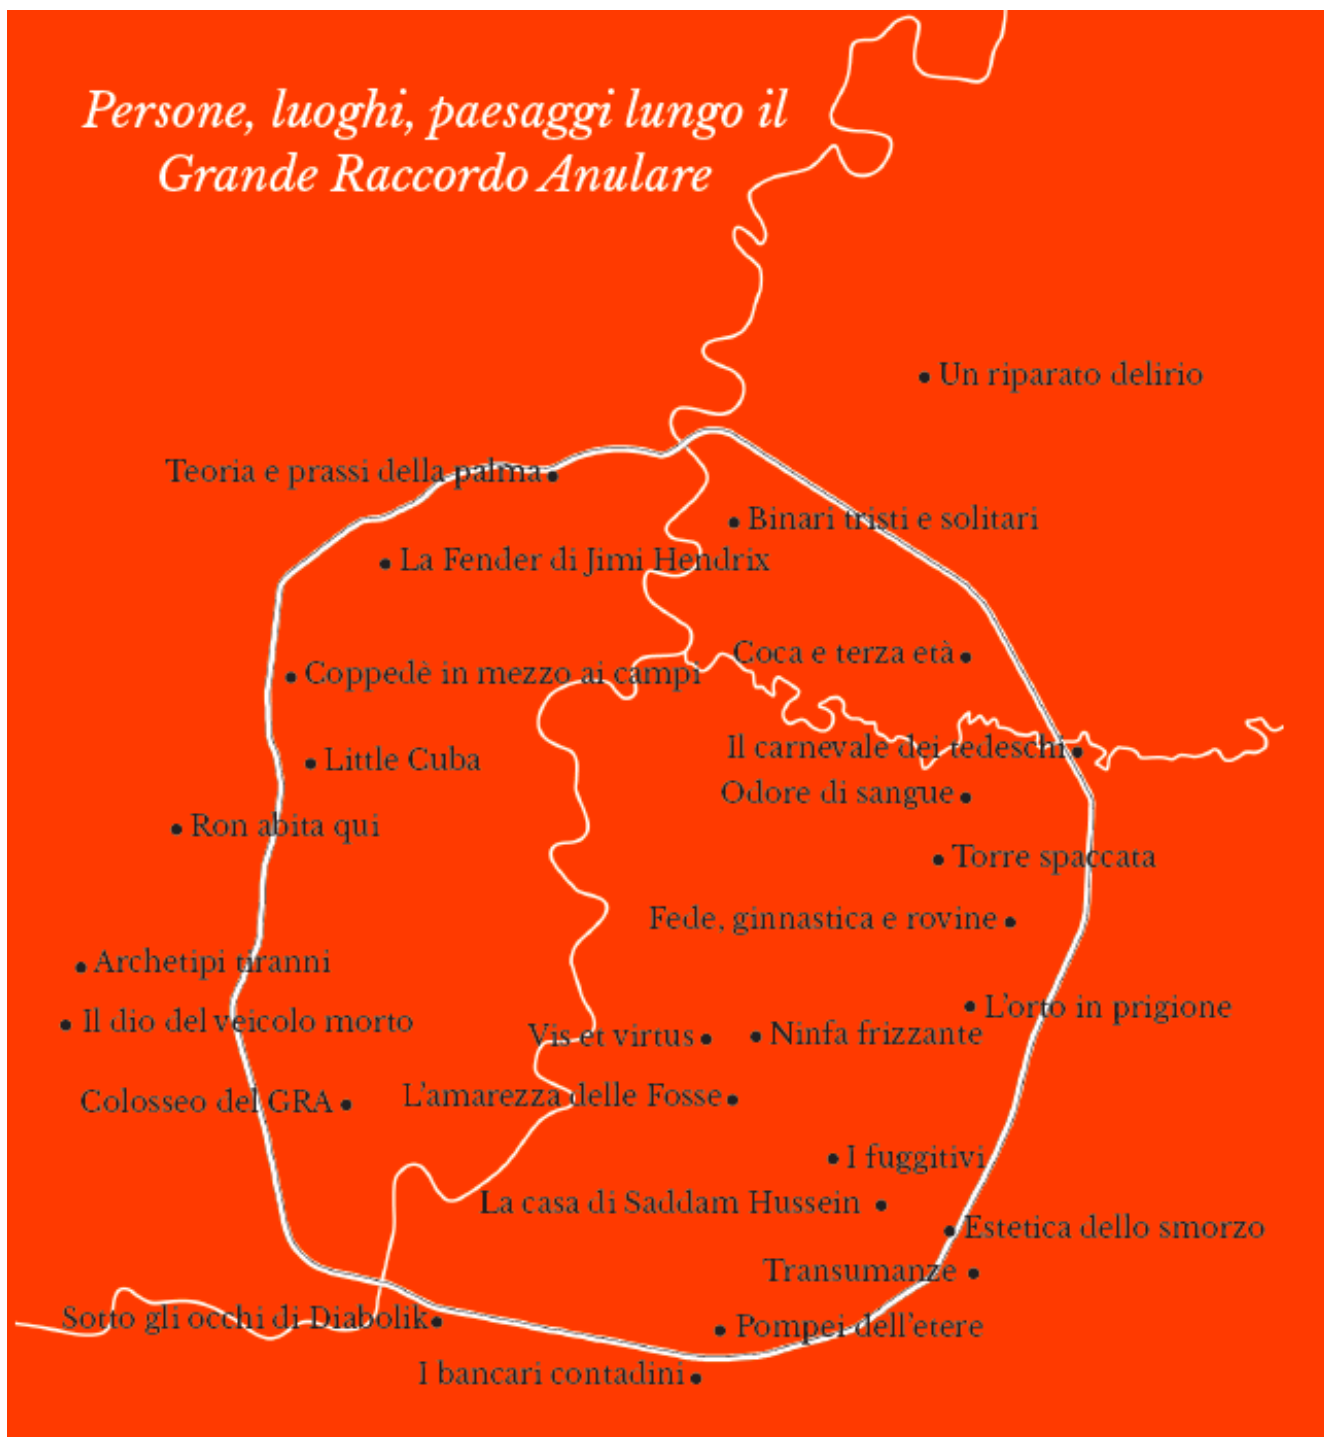 Persone, luoghi, paesaggi lungo il
Grande Raccordo Anulare
Un riparato delirio
Teoria e prassi della palma
Binari tristi e solitari
La Fender di Jimi Hendrix
Coca e terza età
Coppedè in mezzo ai campi
Il carnevale dei tedeschi
Little Cuba
Odore di sangue
Ron abita qui
Torre spaccata
Fede, ginnastica e rovine
Archetipi tiranni
L'orto in prigione
Il dio del veicolo morto
Vis et virtus
Ninfa frizzante
Colosseo del GRA
L'amarezza delle Fosse
I fuggitivi
La casa di Saddam Hussein
Estetica dello smorzo
Transumanze
Sotto gli occhi di Diabolik
Pompei dell'etere
I bancari contadini